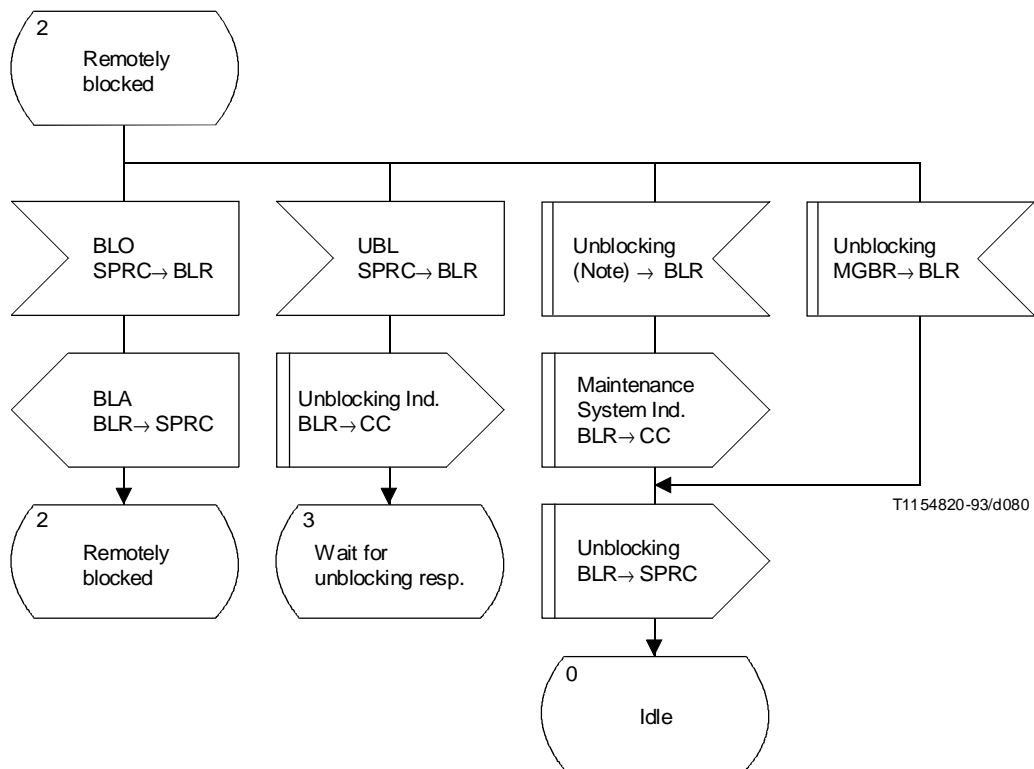 2
Remotely
blocked
BLO
SPRC→ BLR
UBL
SPRC→ BLR
Unblocking
(Note) → BLR
Unblocking
MGBR→ BLR
BLA
BLR→ SPRC
Unblocking Ind.
BLR→ CC
Maintenance
System Ind.
BLR→ CC
T1154820-93/d080
2
Remotely
blocked
3
Wait for
unblocking resp.
Unblocking
BLR→ SPRC
0
Idle